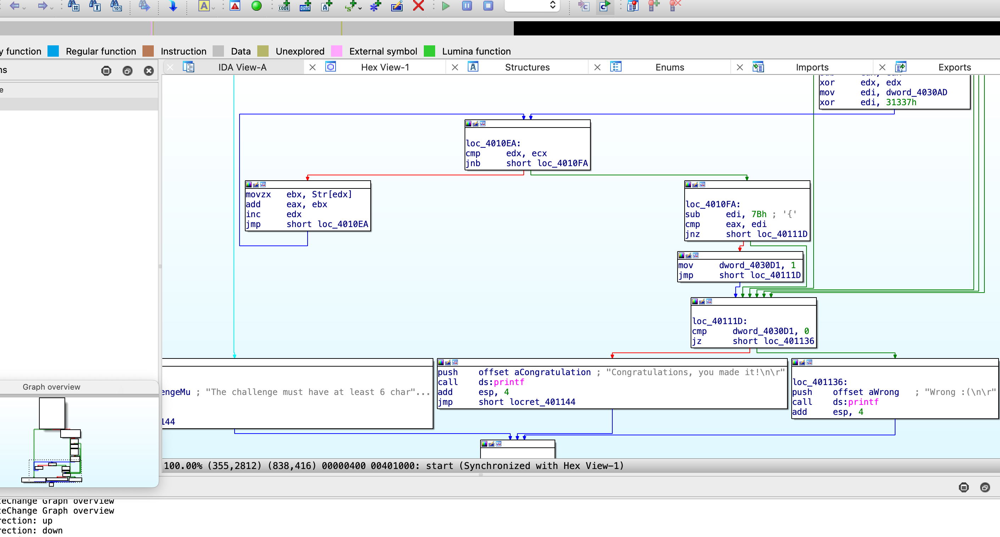 y function Regular function Instruction Data Unexplored External symbol Lumina function
ns
IDA View-A Hex View-1 Structures Enums Imports Exports
e
xor edx, edx
mov edi, dword_4030AD
xor edi, 31337h
loc_4010EA:
cmp edx, ecx
jnb short loc_4010FA
movzx ebx, Str[edx]
add eax, ebx
inc edx
jmp short loc_4010EA
loc_4010FA:
sub edi, 7Bh ; '{'
cmp eax, edi
jnz short loc_40111D
mov dword_4030D1, 1
jmp short loc_40111D
loc_40111D:
cmp dword_4030D1, 0
jz short loc_401136
engeMu ; "The challenge must have at least 6 char"...
144
push offset aCongratulation ; "Congratulations, you made it!\n\r"
call ds:printf
add esp, 4
jmp short locret_401144
loc_401136:
push offset aWrong ; "Wrong :(\n\r"
call ds:printf
add esp, 4
Graph overview
100.00% (355,2812) (838,416) 00000400 00401000: start (Synchronized with Hex View-1)
teChange Graph overview
teChange Graph overview
rection: up
rection: down